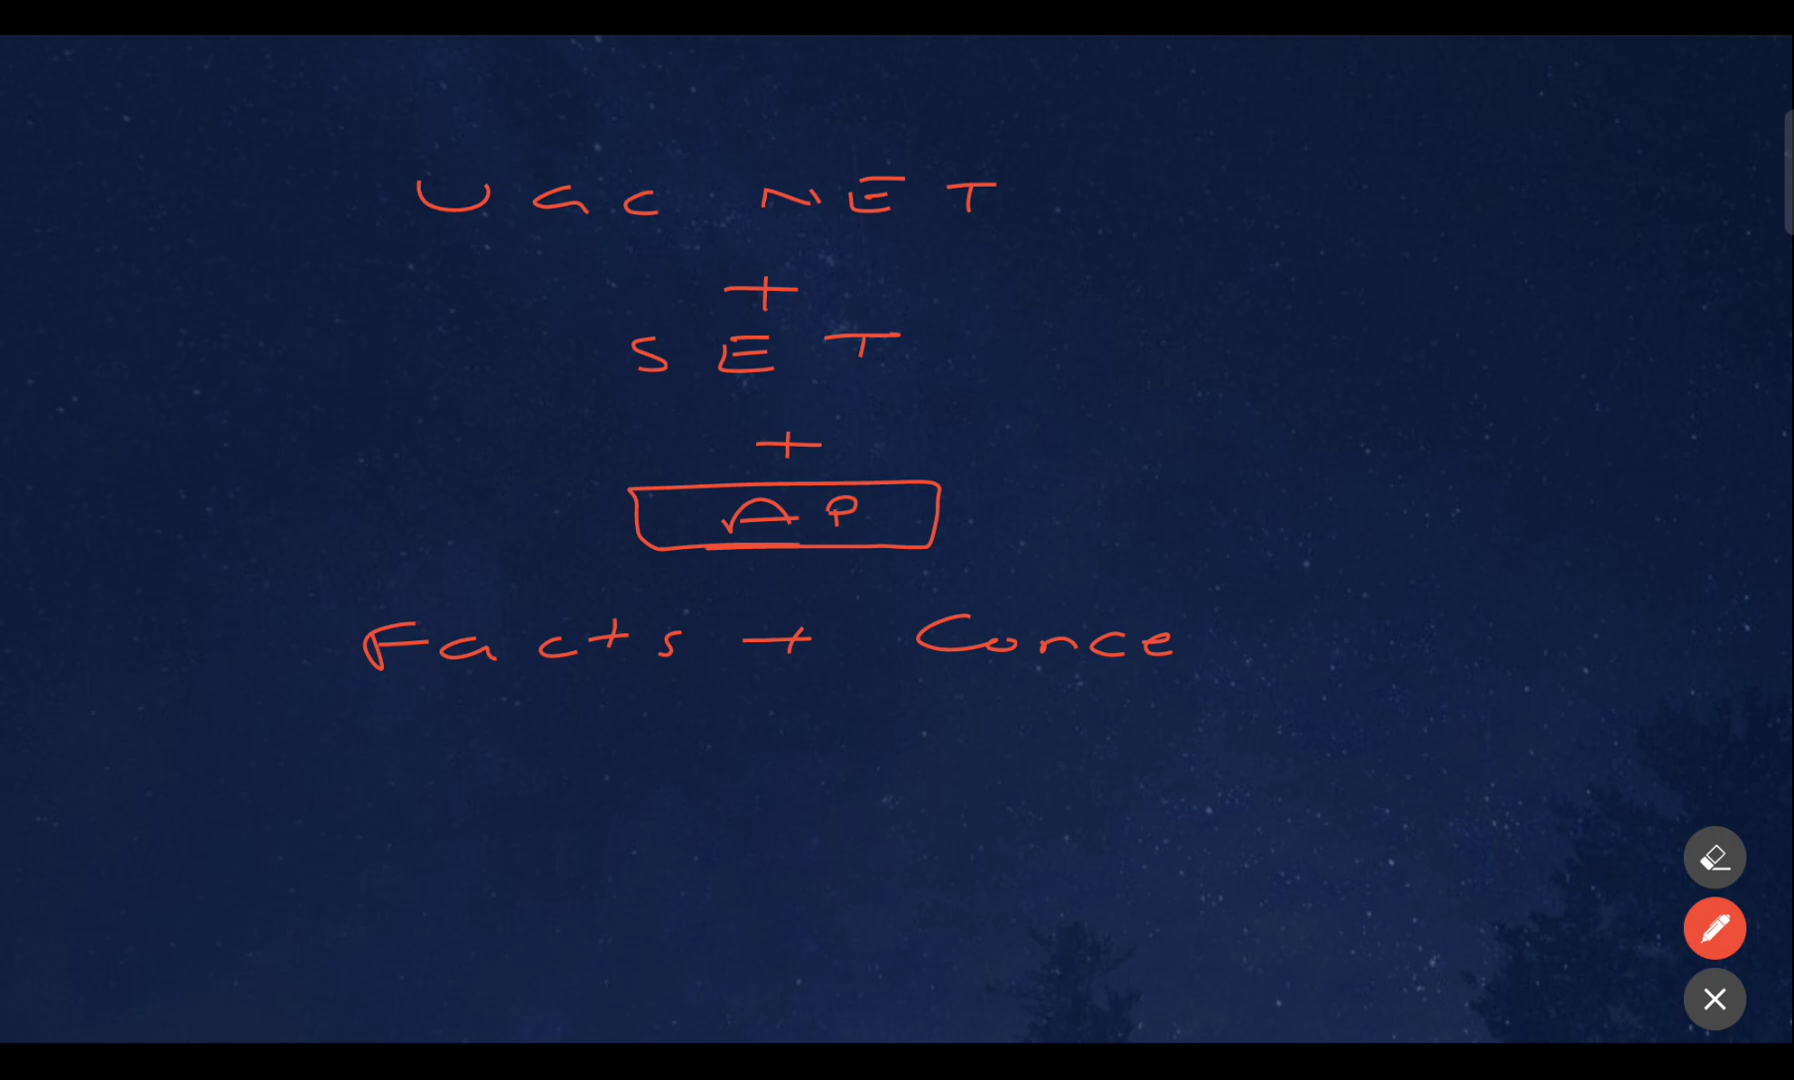 UGC NET
+
SET
+
AP
Facts + Conce